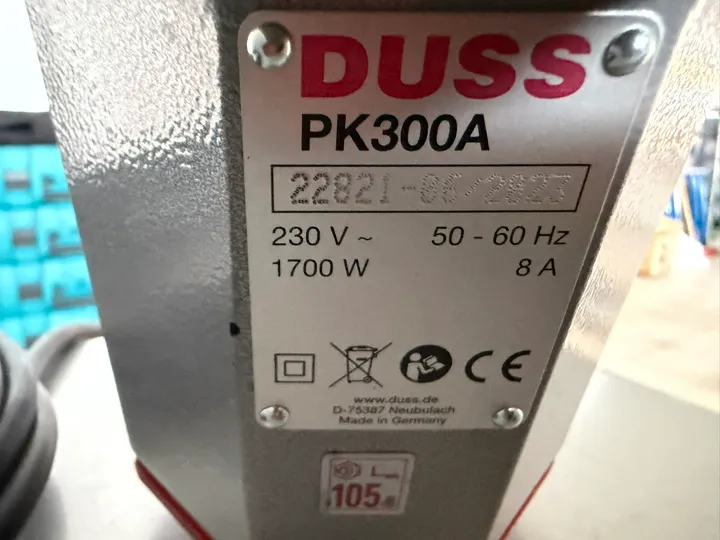 DUSS
PK300A
22821-06/2023
230 V ~ 50 - 60 Hz
1700 W 8 A
CE
www.duss.de
D-75387 Neubulach
Made in Germany
105